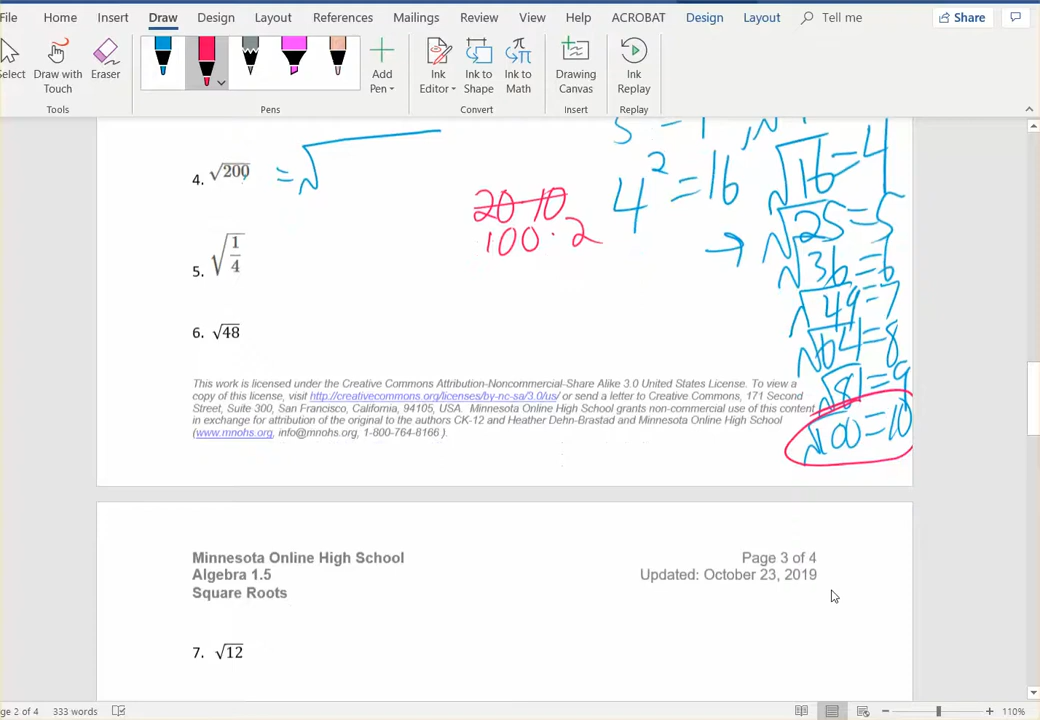 File Home Insert Draw Design Layout References Mailings Review View Help ACROBAT Design Layout Tell me Share
Select Draw with Touch Eraser Add Pen Ink Editor Ink to Shape Ink to Math Drawing Canvas Ink Replay
Tools Pens Convert Insert Replay
4² = 16
√16 = 4
4. √200 = √
20·10
100·2
√25 = 5
→ √36 = 6
5. √1/4
√49 = 7
6. √48
√64 = 8
√81 = 9
√100 = 10
This work is licensed under the Creative Commons Attribution-Noncommercial-Share Alike 3.0 United States License. To view a
copy of this license, visit http://creativecommons.org/licenses/by-nc-sa/3.0/us/ or send a letter to Creative Commons, 171 Second
Street, Suite 300, San Francisco, California, 94105, USA. Minnesota Online High School grants non-commercial use of this content
in exchange for attribution of the original to the authors CK-12 and Heather Dehn-Brastad and Minnesota Online High School
(www.mnohs.org, info@mnohs.org, 1-800-764-8166 ).
Minnesota Online High School Page 3 of 4
Algebra 1.5 Updated: October 23, 2019
Square Roots
7. √12
age 2 of 4 333 words 110%